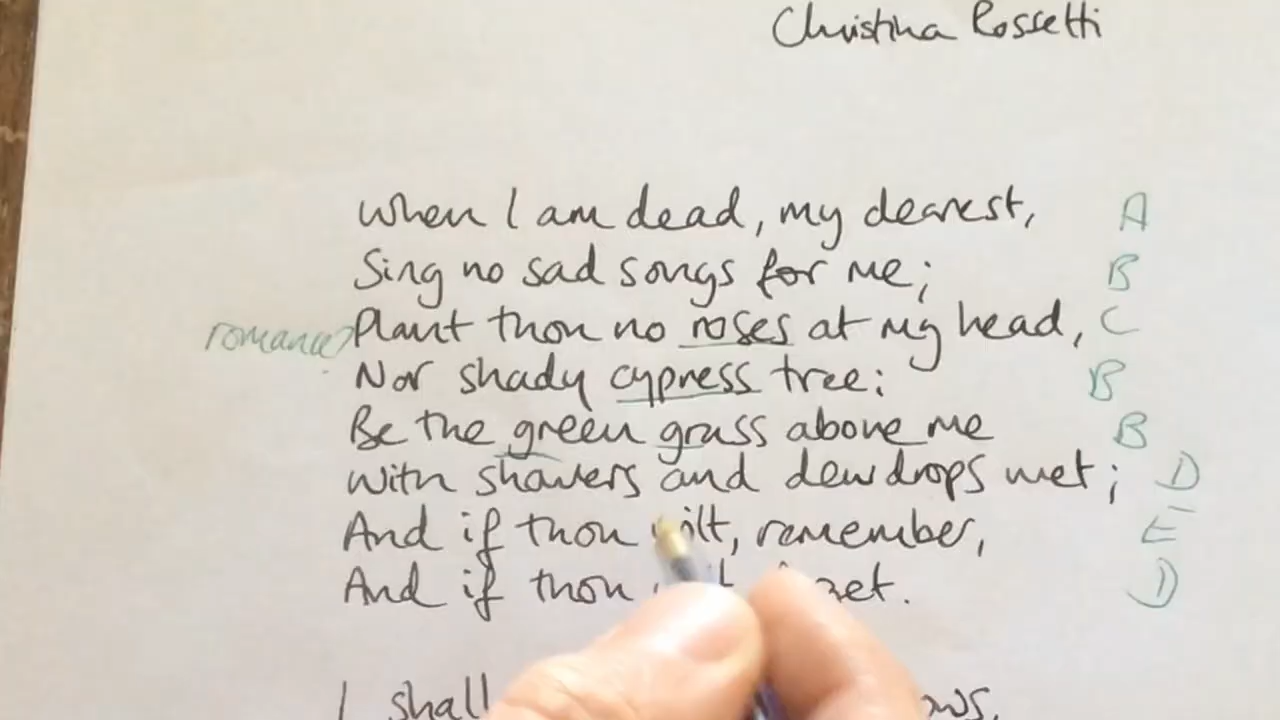 Christina Rossetti
When I am dead, my dearest, A
Sing no sad songs for me; B
romance Plant thou no roses at my head, C
Nor shady cypress tree: B
Be the green grass above me B
With showers and dewdrops wet; D
And if thou wilt, remember, E
And if thou D
I shall